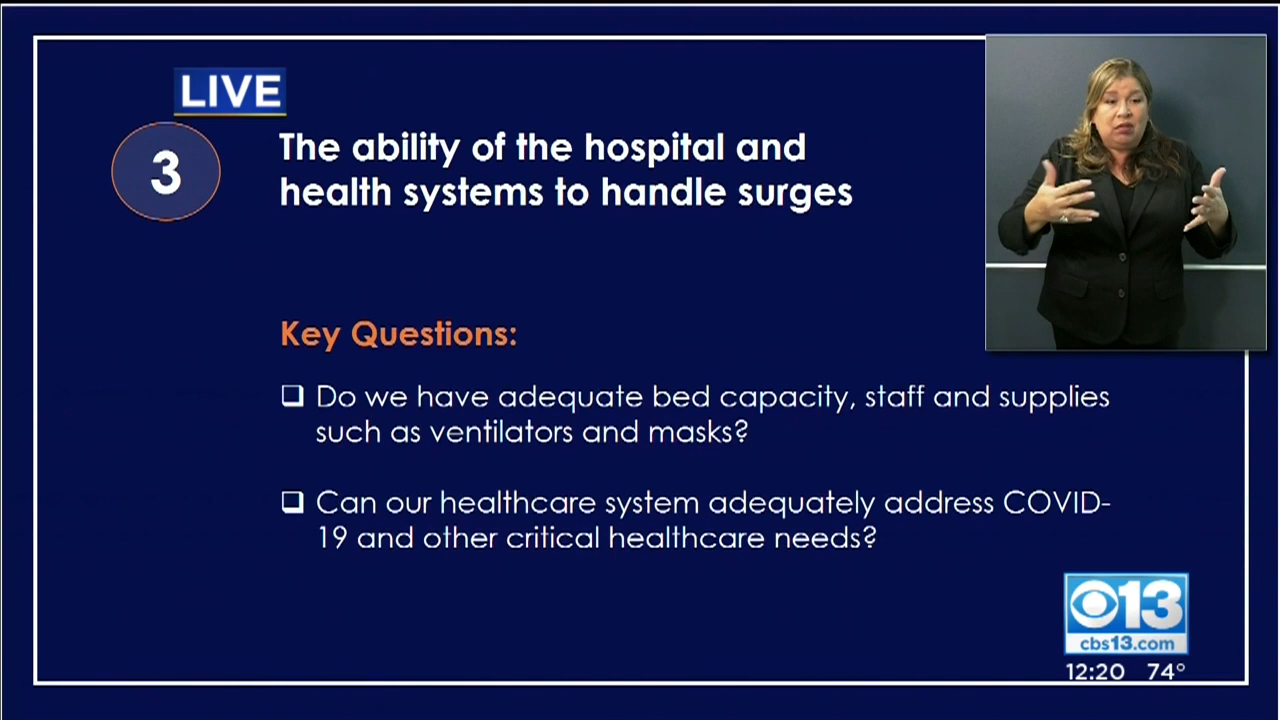 LIVE
3
The ability of the hospital and
health systems to handle surges
Key Questions:
❑ Do we have adequate bed capacity, staff and supplies
such as ventilators and masks?
❑ Can our healthcare system adequately address COVID-
19 and other critical healthcare needs?
13
cbs13.com
12:20 74°